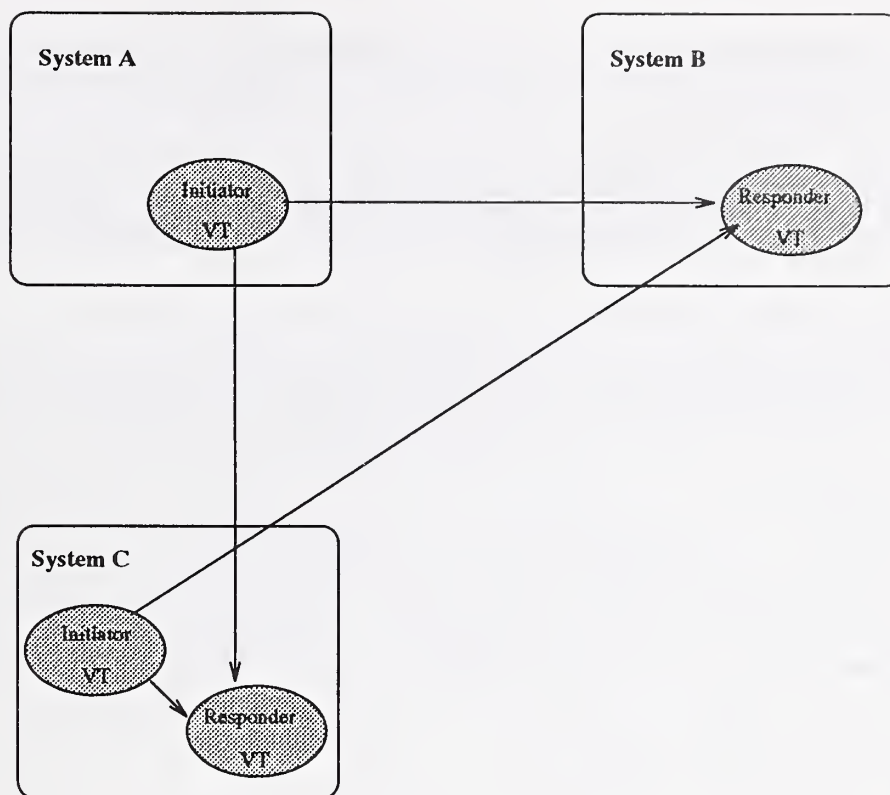 System A
System B
Initiator
VT
Responder
VT
System C
Initiator
VT
Responder
VT